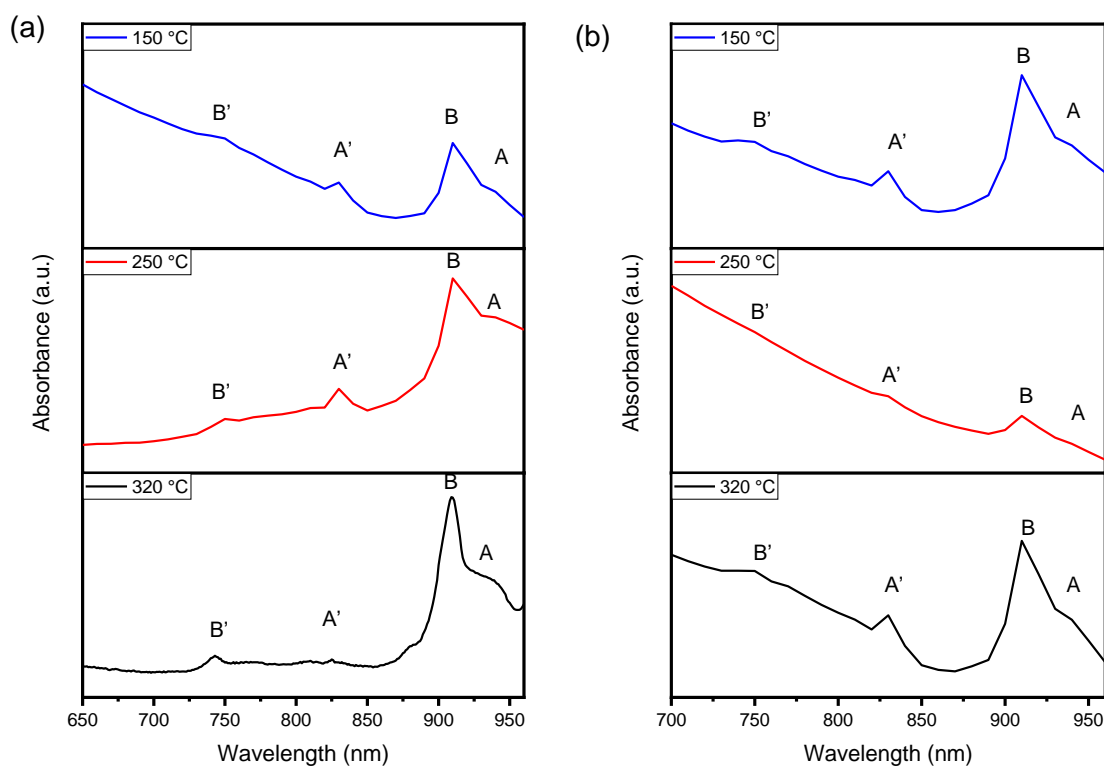 (a)
150 °C
B’
A’
B
A
250 °C
B’
A’
B
A
320 °C
B’
A’
B
A
Absorbance (a.u.)
650 700 750 800 850 900 950
Wavelength (nm)
(b)
150 °C
B’
A’
B
A
250 °C
B’
A’
B
A
320 °C
B’
A’
B
A
Absorbance (a.u.)
700 750 800 850 900 950
Wavelength (nm)